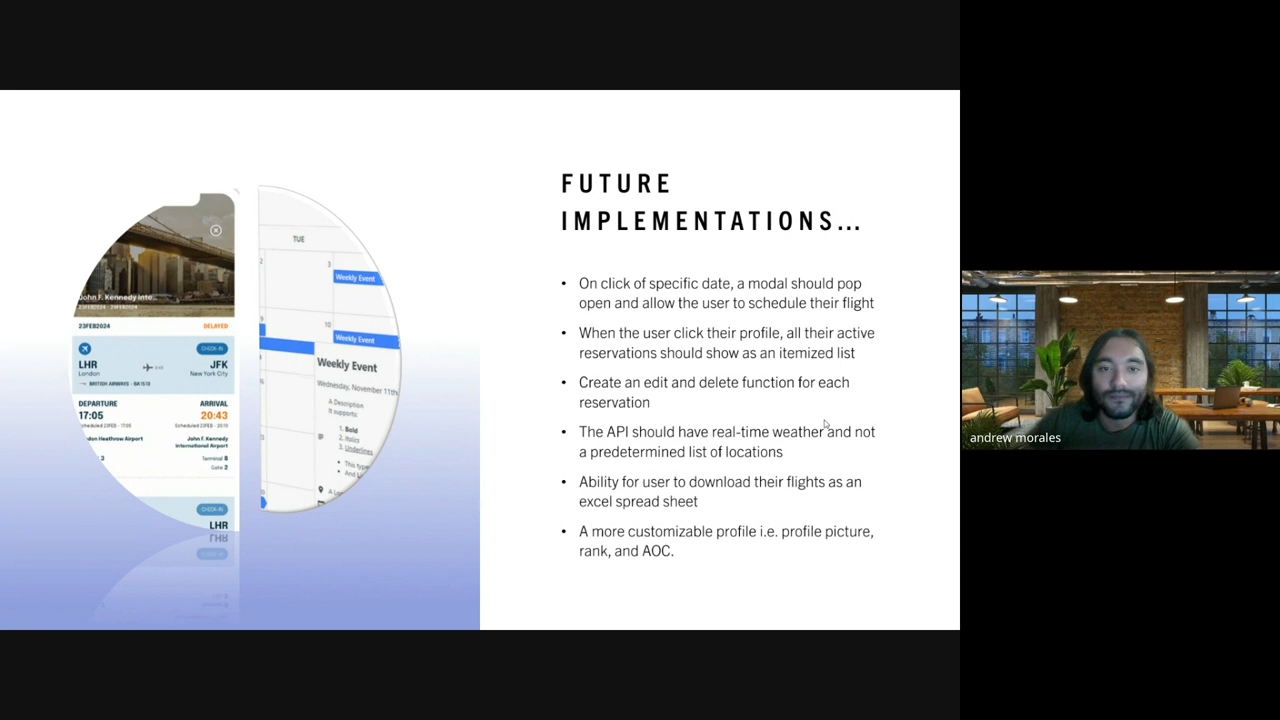 FUTURE
IMPLEMENTATIONS...
• On click of specific date, a modal should pop
open and allow the user to schedule their flight
• When the user click their profile, all their active
reservations should show as an itemized list
• Create an edit and delete function for each
reservation
• The API should have real-time weather and not
a predetermined list of locations
• Ability for user to download their flights as an
excel spread sheet
• A more customizable profile i.e. profile picture,
rank, and AOC.
John F. Kennedy Inte...
23FEB2024
DELAYED
CHECK-IN
LHR
JFK
London
New York City
BRITISH AIRWAYS - BA1513
DEPARTURE
ARRIVAL
17:05
20:43
John F. Kennedy
International Airport
Terminal 8
Gate 2
CHECK-IN
LHR
TUE
3
Weekly Event
10
Weekly Event
Weekly Event
Wednesday, November 11th
A Description
It supports:
1. Bold
2. Italics
3. Underlines
andrew morales